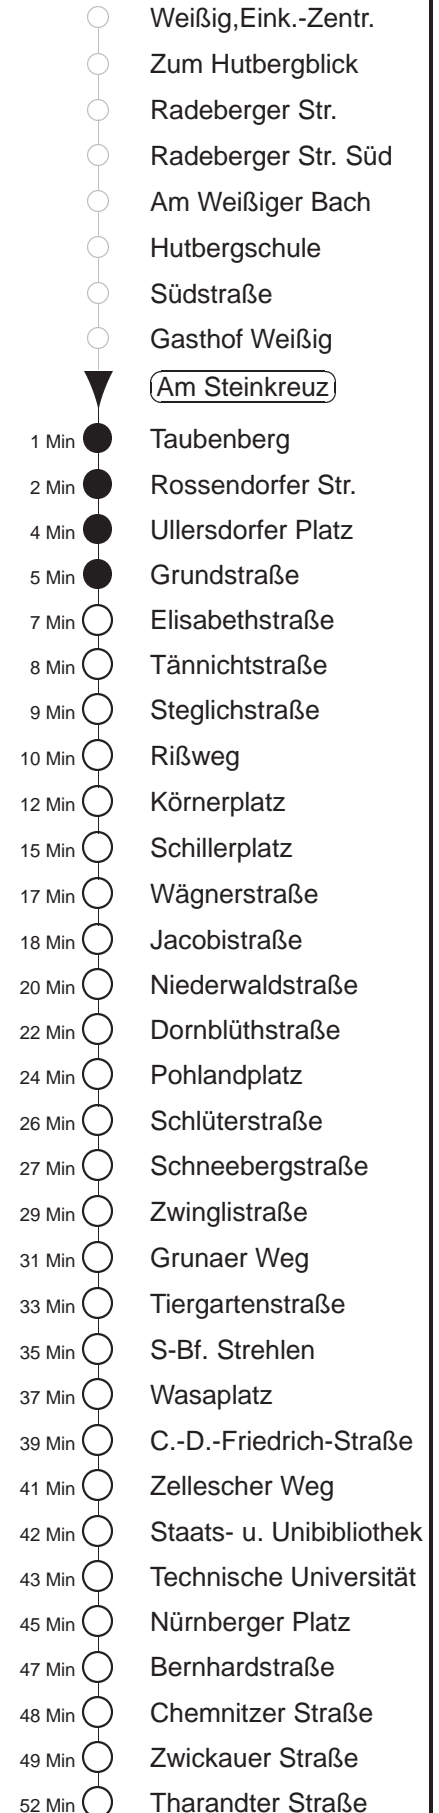 Weißig,Eink.-Zentr.
Zum Hutbergblick
Radeberger Str.
Radeberger Str. Süd
Am Weißiger Bach
Hutbergschule
Südstraße
Gasthof Weißig
Am Steinkreuz
1 Min Taubenberg
2 Min Rossendorfer Str.
4 Min Ullersdorfer Platz
5 Min Grundstraße
7 Min Elisabethstraße
8 Min Tännichtstraße
9 Min Steglichstraße
10 Min Rißweg
12 Min Körnerplatz
15 Min Schillerplatz
17 Min Wägnerstraße
18 Min Jacobistraße
20 Min Niederwaldstraße
22 Min Dornblüthstraße
24 Min Pohlandplatz
26 Min Schlüterstraße
27 Min Schneebergstraße
29 Min Zwinglistraße
31 Min Grunaer Weg
33 Min Tiergartenstraße
35 Min S-Bf. Strehlen
37 Min Wasaplatz
39 Min C.-D.-Friedrich-Straße
41 Min Zellescher Weg
42 Min Staats- u. Unibibliothek
43 Min Technische Universität
45 Min Nürnberger Platz
47 Min Bernhardstraße
48 Min Chemnitzer Straße
49 Min Zwickauer Straße
52 Min Tharandter Straße